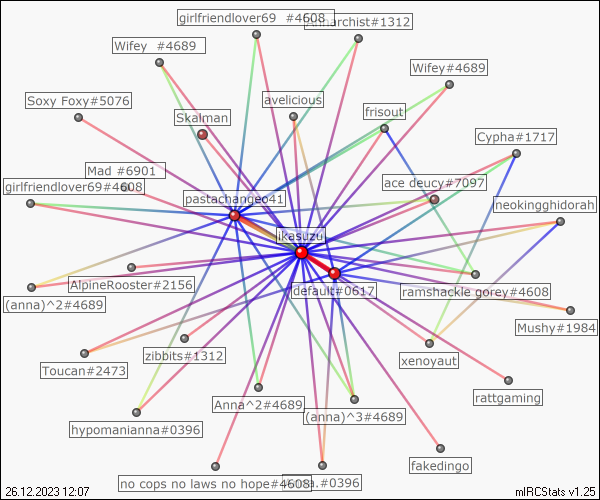 girlfriendlover69 #4608
Annarchist#1312
Wifey #4689
Wifey#4689
Soxy Foxy#5076
avelicious
frisout
Skalman
Cypha#1717
Mad #6901
ace deucy#7097
girlfriendlover69#4608
pastachangeo41
neokingghidorah
ikasuzu
AlpineRooster#2156
default#0617
ramshackle gorey#4608
(anna)^2#4689
Mushy#1984
zibbits#1312
xenoyaut
Toucan#2473
rattgaming
Anna^2#4689
(anna)^3#4689
hypomanianna#0396
fakedingo
no cops no laws no hope#4608
#0396
26.12.2023 12:07
mIRCStats v1.25